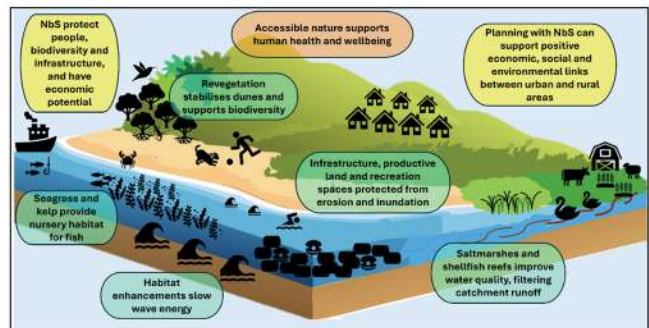 NbS protect
people,
biodiversity and
infrastructure,
and have
economic
potential
Accessible nature supports
human health and wellbeing
Planning with NbS can
support positive
economic, social and
environmental links
between urban and rural
areas
Revegetation
stabilises dunes and
supports biodiversity
Infrastructure, productive
land and recreation
spaces protected from
erosion and inundation
Seagrass and
kelp provide
nursery habitat
for fish
Habitat
enhancements slow
wave energy
Saltmarshes and
shellfish reefs improve
water quality, filtering
catchment runoff